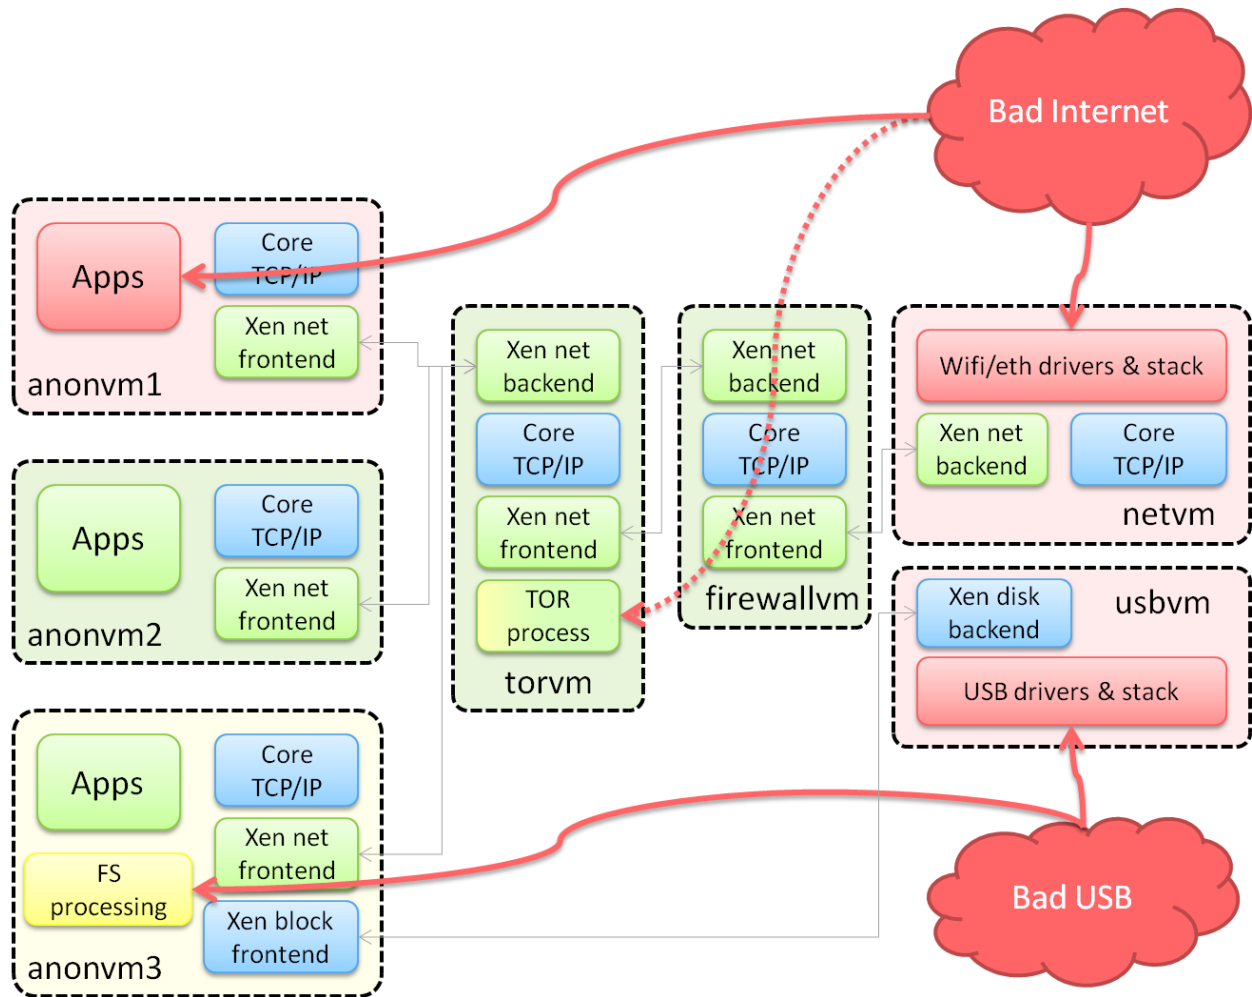 Bad Internet
Apps
Core
TCP/IP
Xen net
frontend
anonvm1
Apps
Core
TCP/IP
Xen net
frontend
anonvm2
Apps
Core
TCP/IP
Xen net
frontend
FS
processing
Xen block
frontend
anonvm3
Xen net
backend
Core
TCP/IP
Xen net
frontend
TOR
process
torvm
Xen net
backend
Core
TCP/IP
Xen net
frontend
firewallvm
Wifi/eth drivers & stack
Xen net
backend
Core
TCP/IP
netvm
Xen disk
backend
usbvm
USB drivers & stack
Bad USB